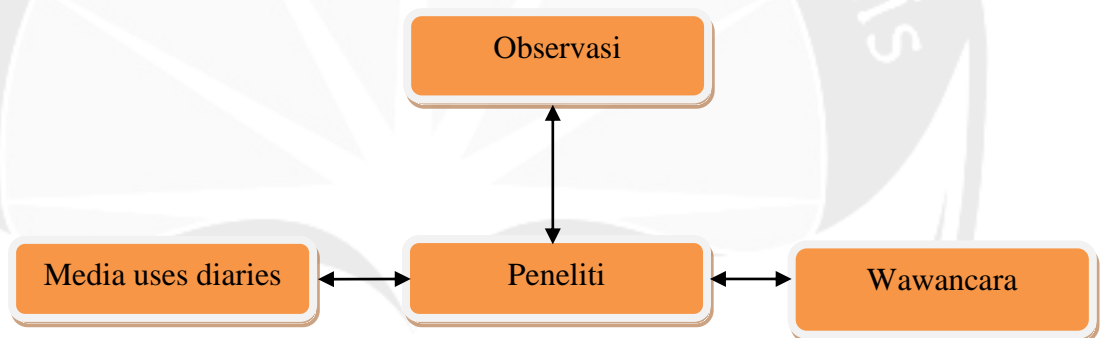 Observasi
Media uses diaries
Peneliti
Wawancara